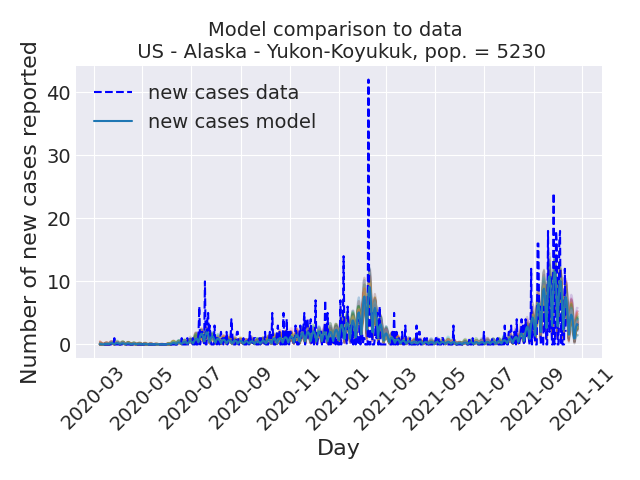 Model comparison to data
US - Alaska - Yukon-Koyukuk, pop. = 5230
Number of new cases reported
40
30
20
10
0
new cases data
new cases model
2020-03
2020-05
2020-07
2020-09
2020-11
2021-01
2021-03
2021-05
2021-07
2021-09
2021-11
Day